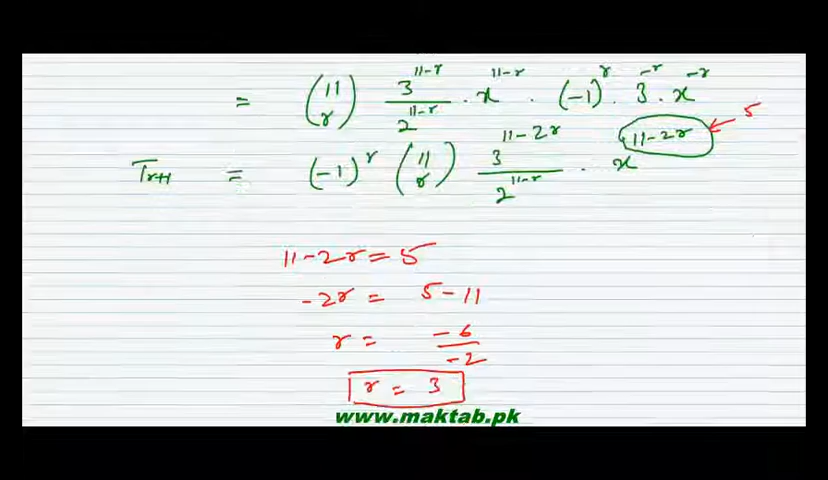 = (11 r) 3^(11-r)/2^(11-r) . x^(11-r) . (-1)^r . 3^(-r) . x^(-r)
5
T_(r+1) = (-1)^r (11 r) 3^(11-2r)/2^(11-r) . x^(11-2r)
11-2r = 5
-2r = 5-11
r = -6/-2
r = 3
www.maktab.pk